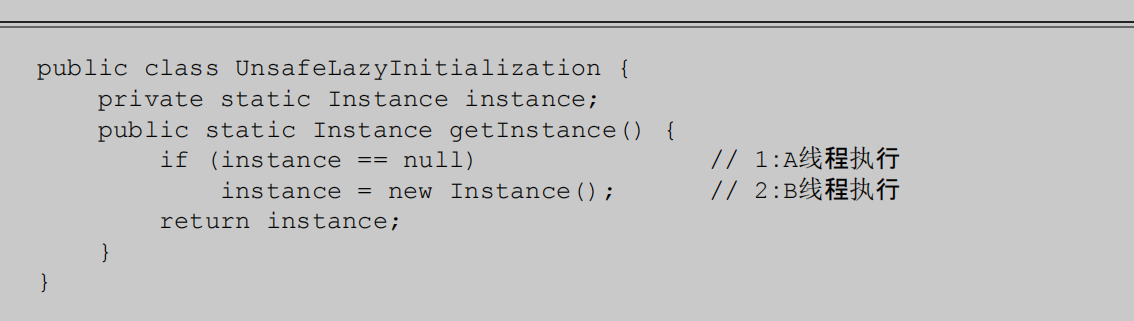 public class UnsafeLazyInitialization {
    private static Instance instance;
    public static Instance getInstance() {
        if (instance == null)               // 1:A线程执行
            instance = new Instance();      // 2:B线程执行
        return instance;
    }
}